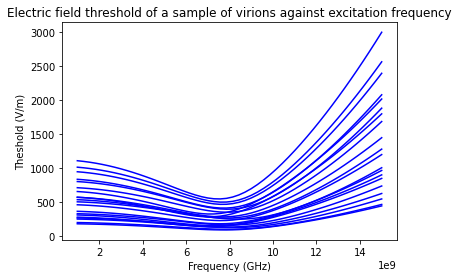 Electric field threshold of a sample of virions against excitation frequency
3000
2500
2000
1500
1000
500
0
Theshold (V/m)
2 4 6 8 10 12 14
1e9
Frequency (GHz)